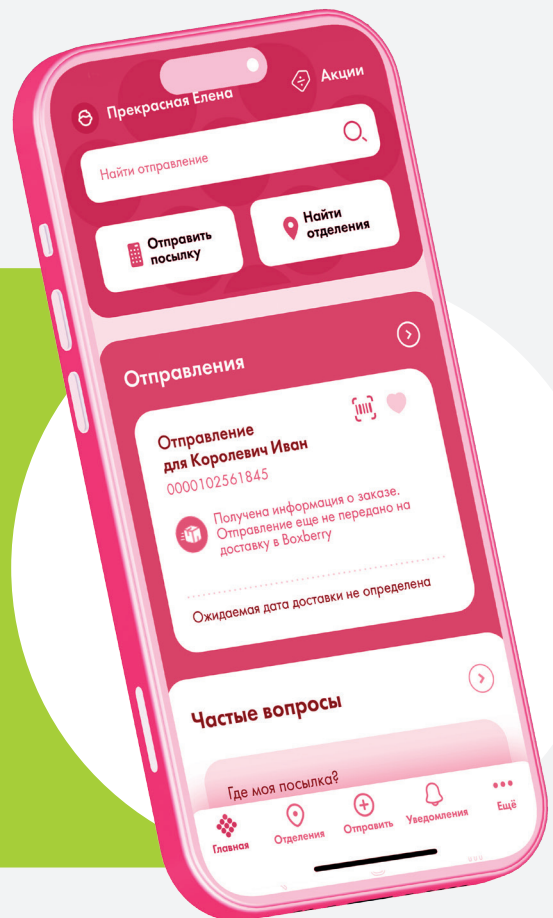 Прекрасная Елена
Акции
Найти отправление
Отправить
посылку
Найти
отделения
Отправления
Отправление
для Королевич Иван
0000102561845
Получена информация о заказе.
Отправление еще не передано на
доставку в Boxberry
Ожидаемая дата доставки не определена
Частые вопросы
Где моя посылка?
Главная
Отделения
Отправить
Уведомления
Ещё